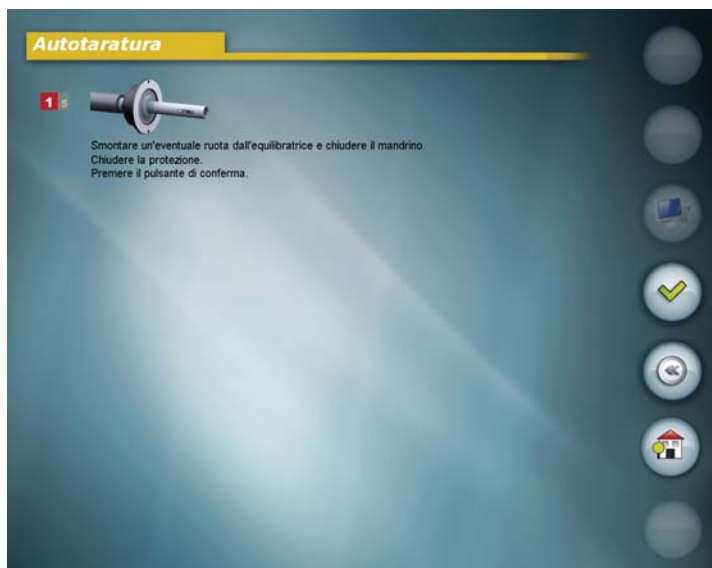 Autotaratura
1 5
Smontare un'eventuale ruota dall'equilibratrice e chiudere il mandrino.
Chiudere la protezione.
Premere il pulsante di conferma.